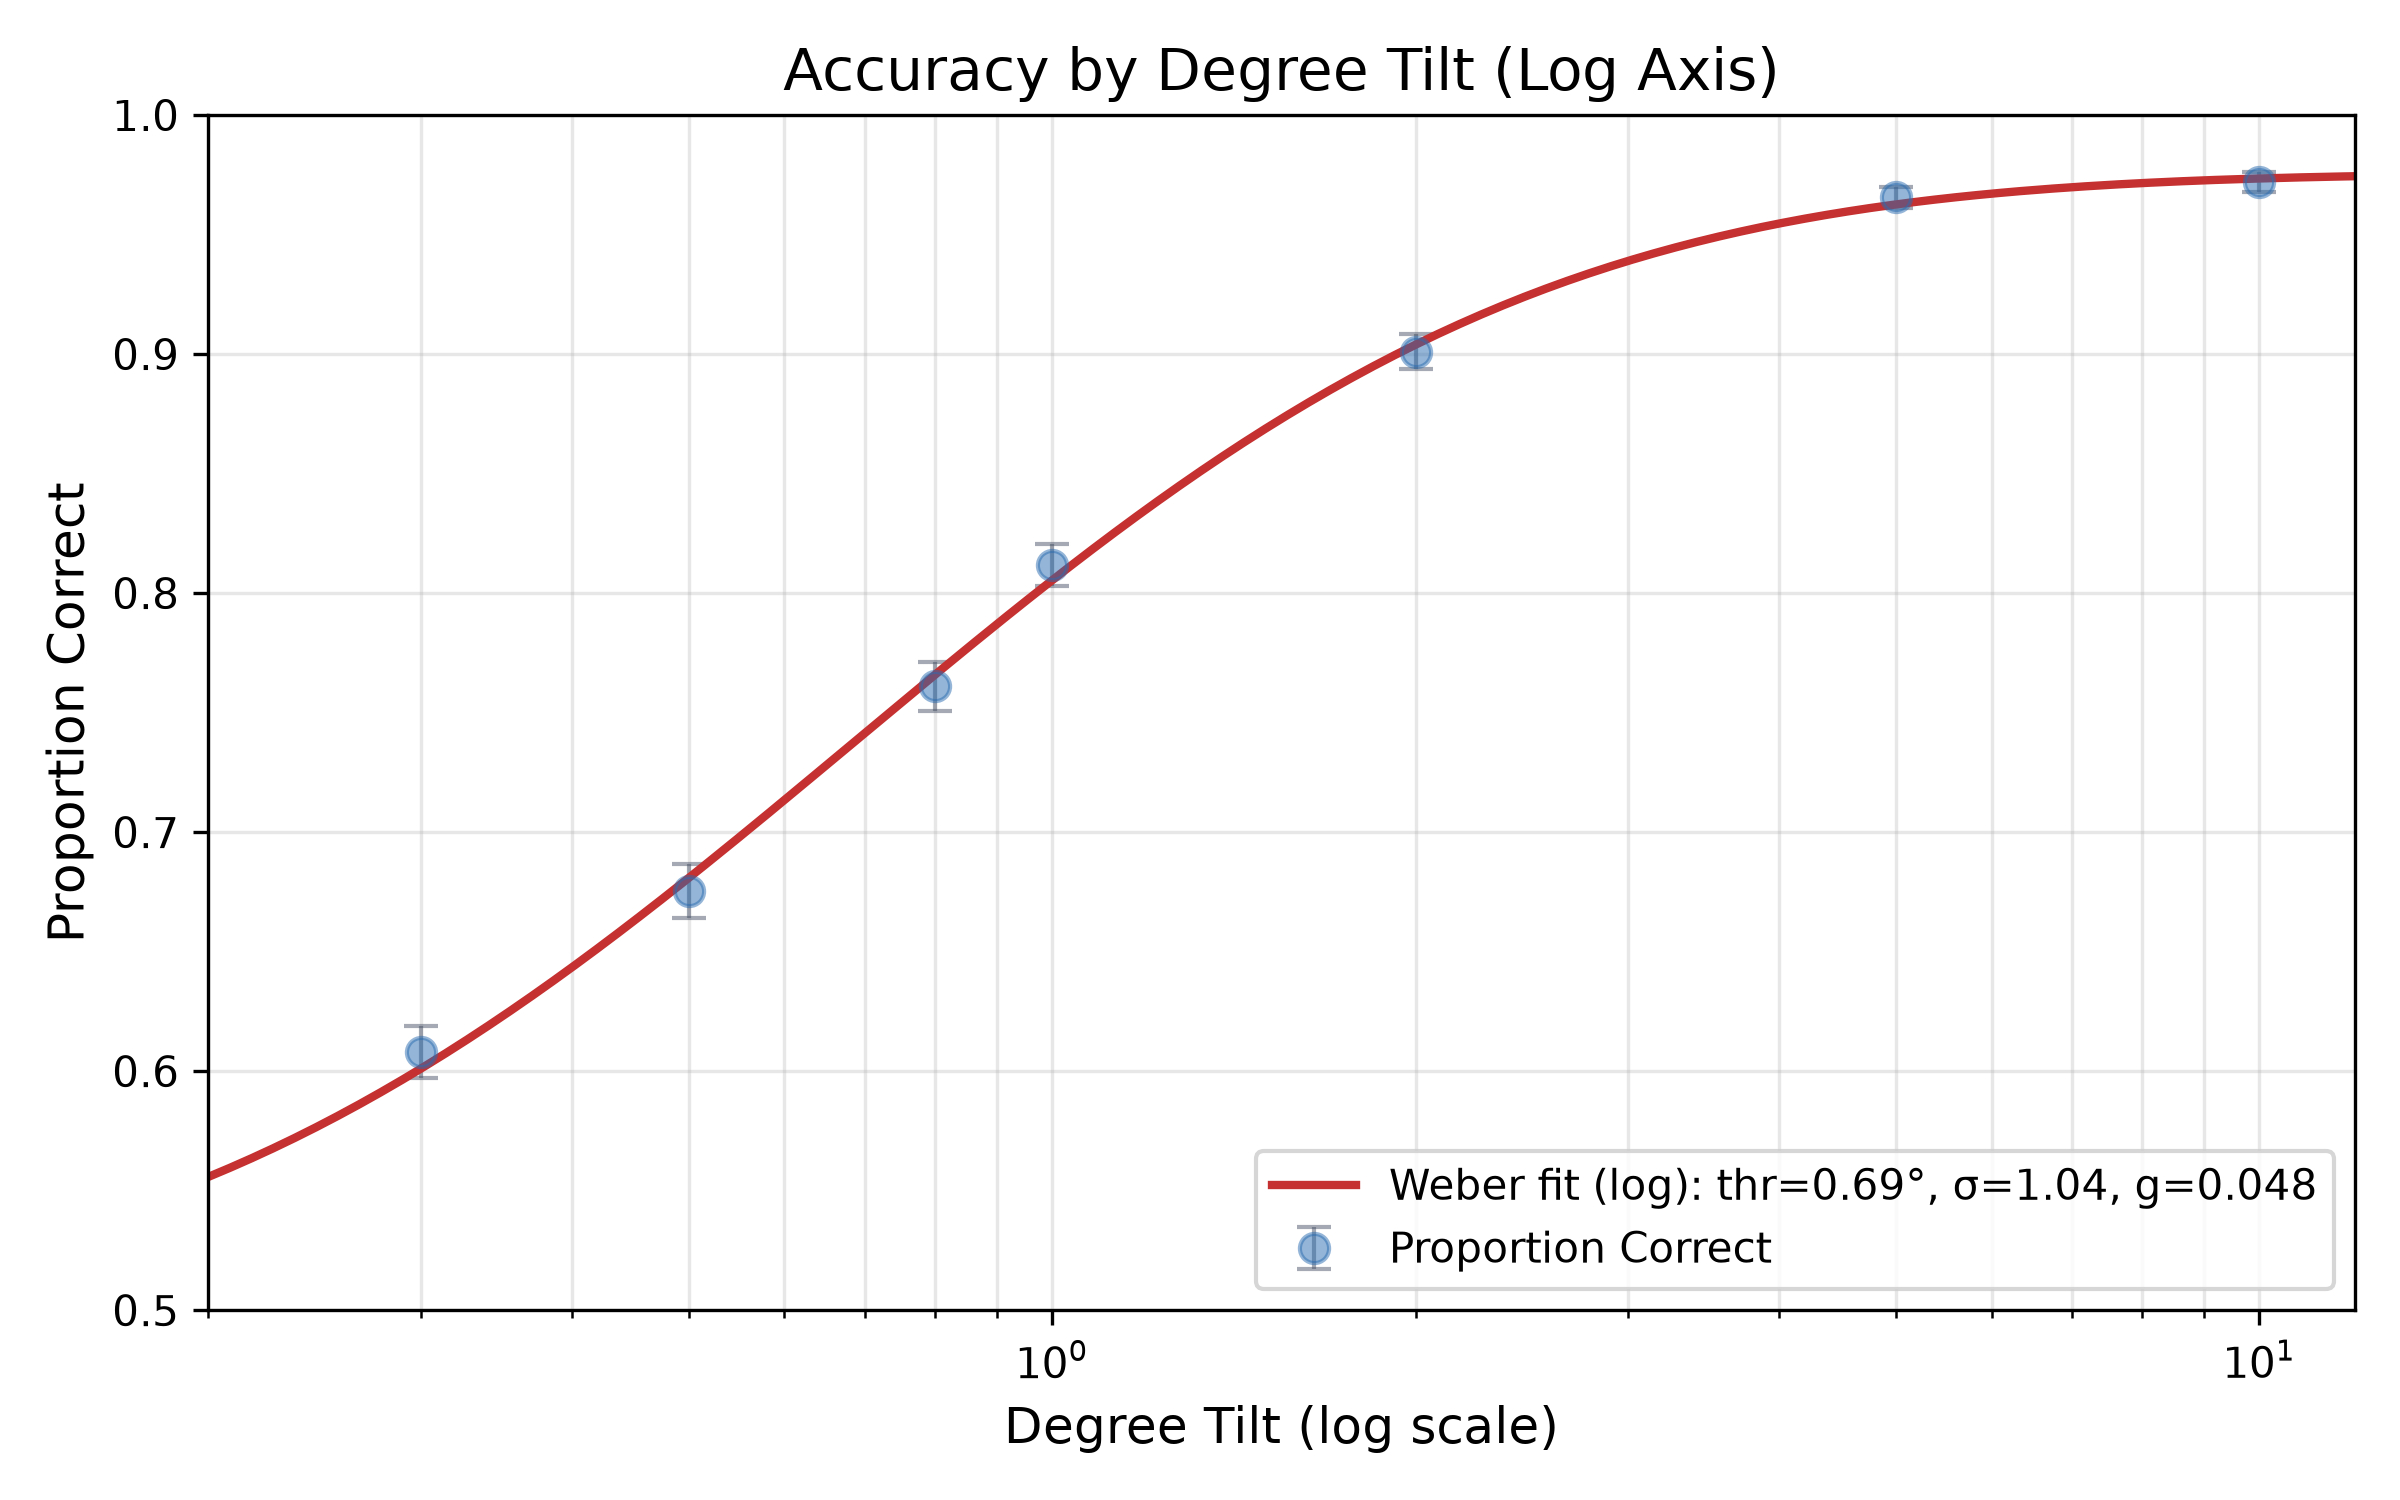 Accuracy by Degree Tilt (Log Axis)
Proportion Correct
1.0
0.9
0.8
0.7
0.6
0.5
Weber fit (log): thr=0.69°, σ=1.04, g=0.048
Proportion Correct
10⁰ 10¹
Degree Tilt (log scale)